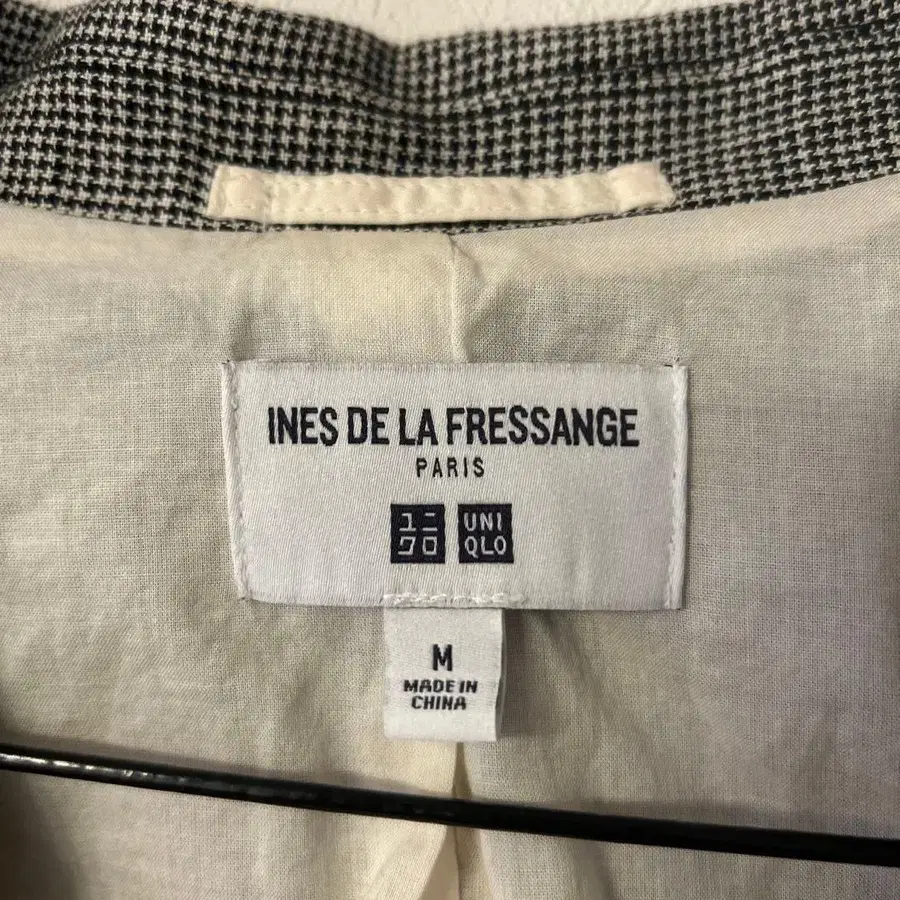 INES DE LA FRESSANGE
PARIS
ユニ UNI
クロ QLO
M
MADE IN
CHINA